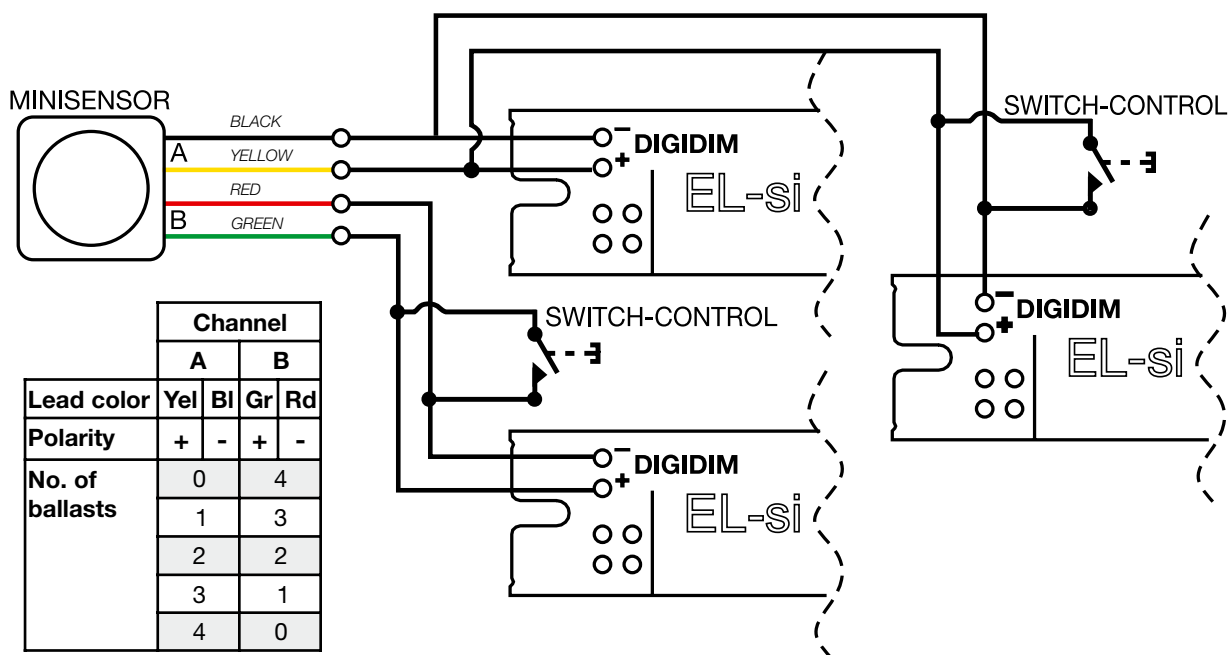 MINISENSOR
BLACK
A YELLOW
RED
B GREEN
- DIGIDIM
+
EL-si
SWITCH-CONTROL
- DIGIDIM
+
EL-si
SWITCH-CONTROL
- DIGIDIM
+
EL-si
Channel
A B
Lead color Yel Bl Gr Rd
Polarity + - + -
No. of ballasts 0 4
1 3
2 2
3 1
4 0